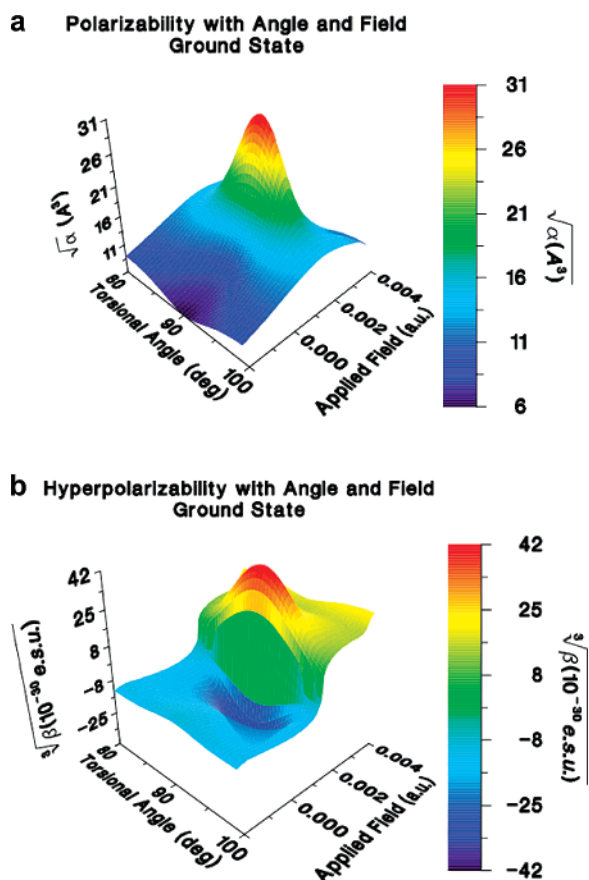 a
Polarizability with Angle and Field
Ground State
31
26
21
16
11
√α (A³)
80
90
100
Torsional Angle (deg)
0.000
0.002
0.004
Applied Field (a.u.)
31
26
21
16
11
6
√α(A³)
b
Hyperpolarizability with Angle and Field
Ground State
42
25
8
-8
-25
³√β(10⁻³⁰ e.s.u.)
80
90
100
Torsional Angle (deg)
0.000
0.002
0.004
Applied Field (a.u.)
42
25
8
-8
-25
-42
³√β(10⁻³⁰ e.s.u.)